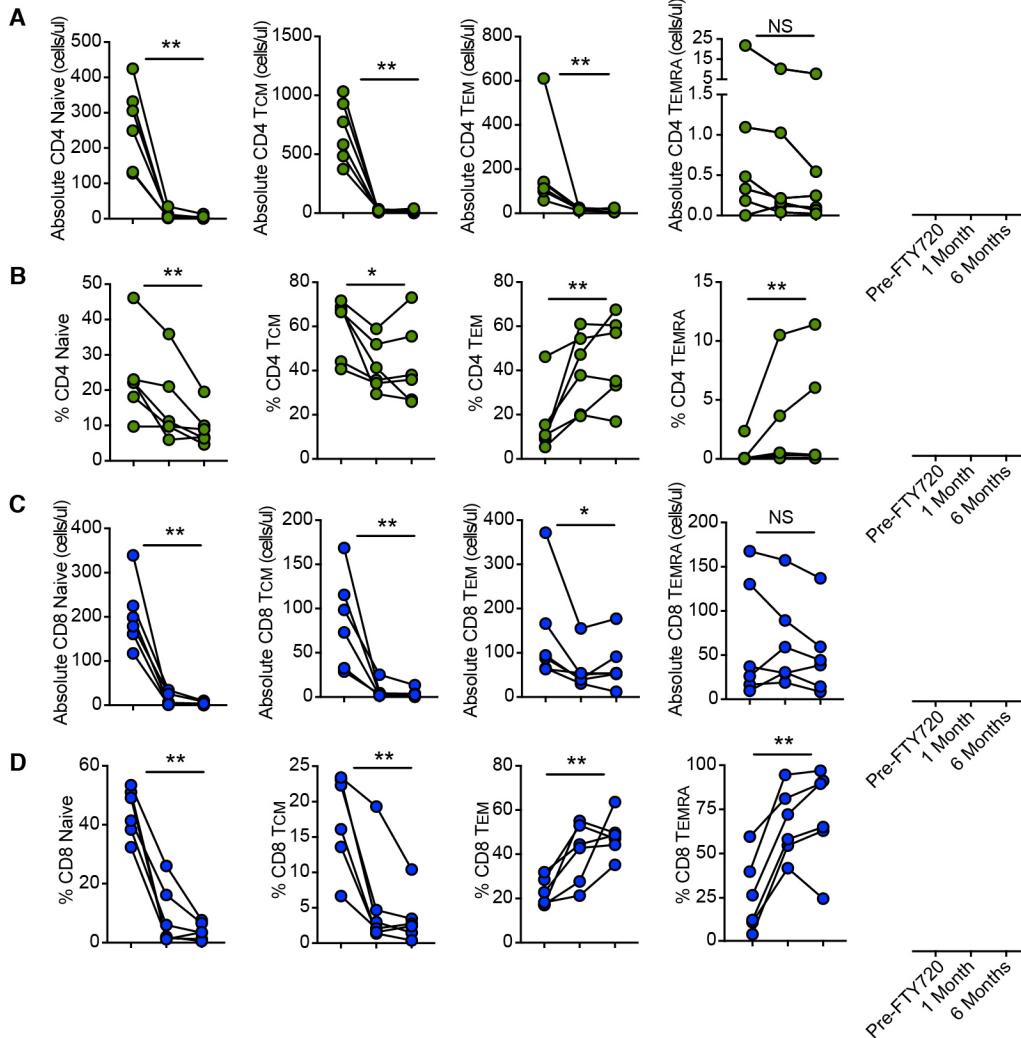 A
Absolute CD4 Naive (cells/ul)
500
400
300
200
100
0
**
Absolute CD4 TCM (cells/ul)
1500
1000
500
0
**
Absolute CD4 TEM (cells/ul)
800
600
400
200
0
**
Absolute CD4 TEMRA (cells/ul)
25
15
5
1.5
1.0
0.5
0.0
NS
Pre-FTY720
1 Month
6 Months
B
% CD4 Naive
50
40
30
20
10
0
**
% CD4 TCM
80
60
40
20
0
*
% CD4 TEM
80
60
40
20
0
**
% CD4 TEMRA
15
10
5
0
**
Pre-FTY720
1 Month
6 Months
C
Absolute CD8 Naive (cells/ul)
400
300
200
100
0
**
Absolute CD8 TCM (cells/ul)
200
150
100
50
0
**
Absolute CD8 TEM (cells/ul)
400
300
200
100
0
*
Absolute CD8 TEMRA (cells/ul)
200
150
100
50
0
NS
Pre-FTY720
1 Month
6 Months
D
% CD8 Naive
60
40
20
0
**
% CD8 TCM
25
20
15
10
5
0
**
% CD8 TEM
80
60
40
20
0
**
% CD8 TEMRA
100
75
50
25
0
**
Pre-FTY720
1 Month
6 Months